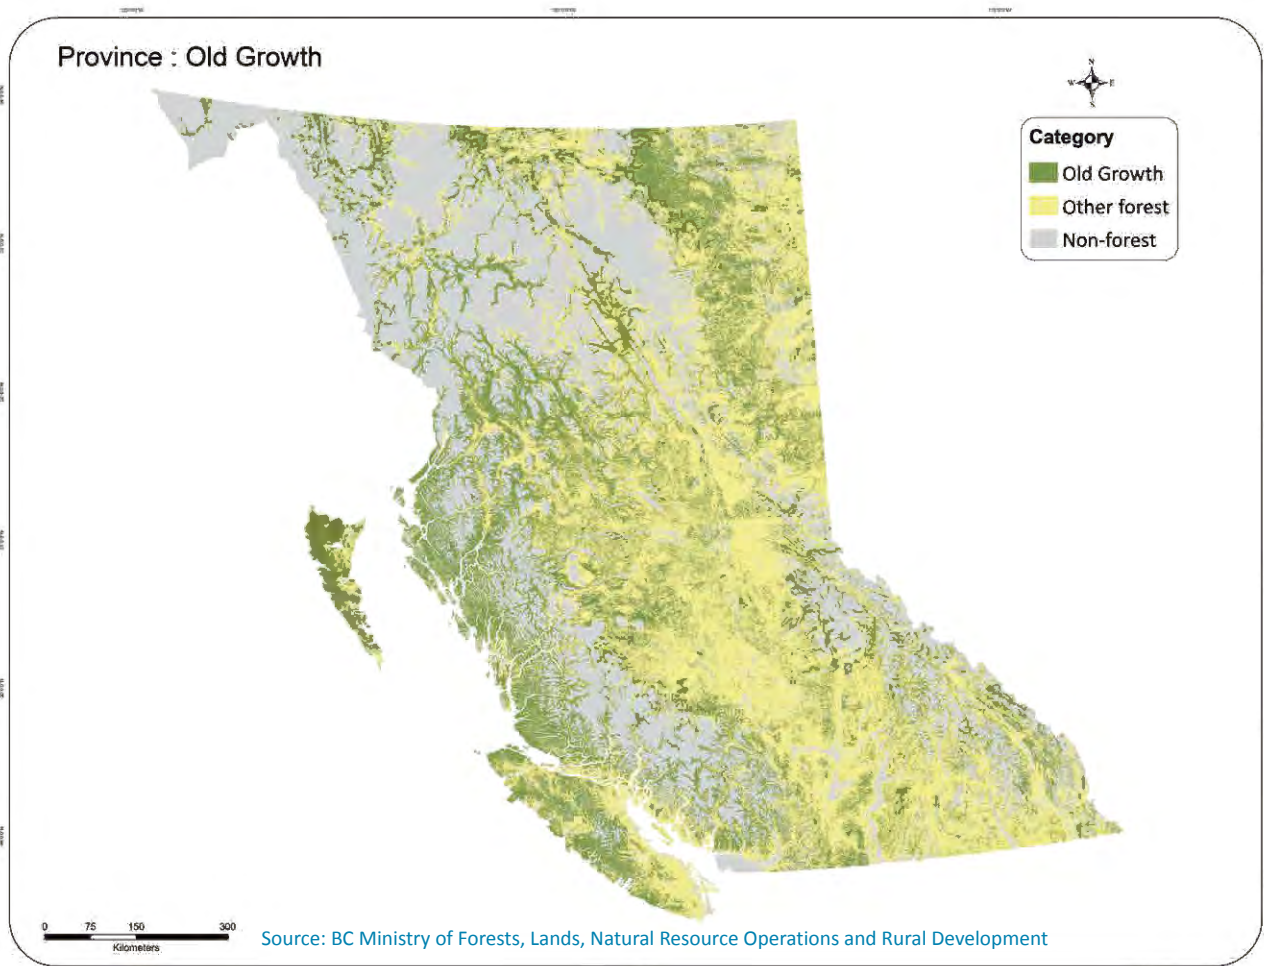 Province : Old Growth
N
W
E
S
Category
Old Growth
Other forest
Non-forest
0 75 150 300
Kilometers
Source: BC Ministry of Forests, Lands, Natural Resource Operations and Rural Development